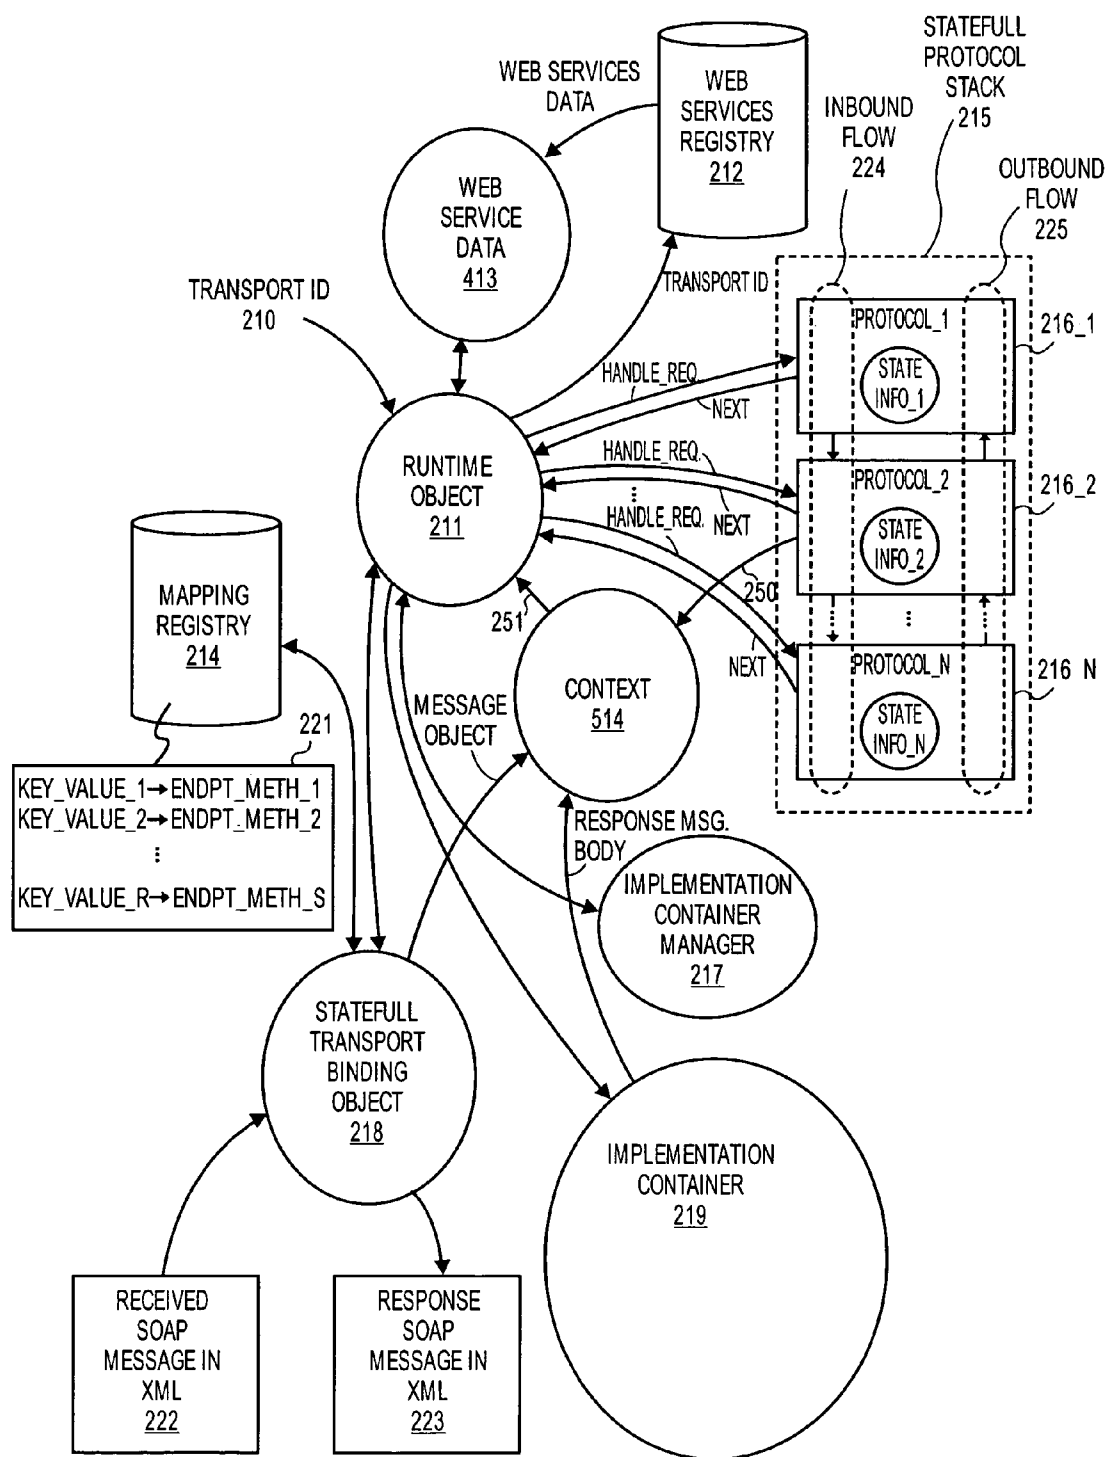 STATEFULL
PROTOCOL
STACK
215
WEB SERVICES
DATA
WEB
SERVICES
REGISTRY
212
INBOUND
FLOW
224
OUTBOUND
FLOW
225
WEB
SERVICE
DATA
413
TRANSPORT ID
210
TRANSPORT ID
PROTOCOL_1
216_1
STATE
INFO_1
HANDLE_REQ.
NEXT
RUNTIME
OBJECT
211
HANDLE_REQ.
NEXT
PROTOCOL_2
216_2
STATE
INFO_2
HANDLE_REQ.
NEXT
250
251
PROTOCOL_N
216 N
STATE
INFO_N
MAPPING
REGISTRY
214
CONTEXT
514
MESSAGE
OBJECT
221
KEY_VALUE_1→ENDPT_METH_1
KEY_VALUE_2→ENDPT_METH_2
⋮
KEY_VALUE_R→ENDPT_METH_S
RESPONSE MSG.
BODY
IMPLEMENTATION
CONTAINER
MANAGER
217
STATEFULL
TRANSPORT
BINDING
OBJECT
218
IMPLEMENTATION
CONTAINER
219
RECEIVED
SOAP
MESSAGE IN
XML
222
RESPONSE
SOAP
MESSAGE IN
XML
223